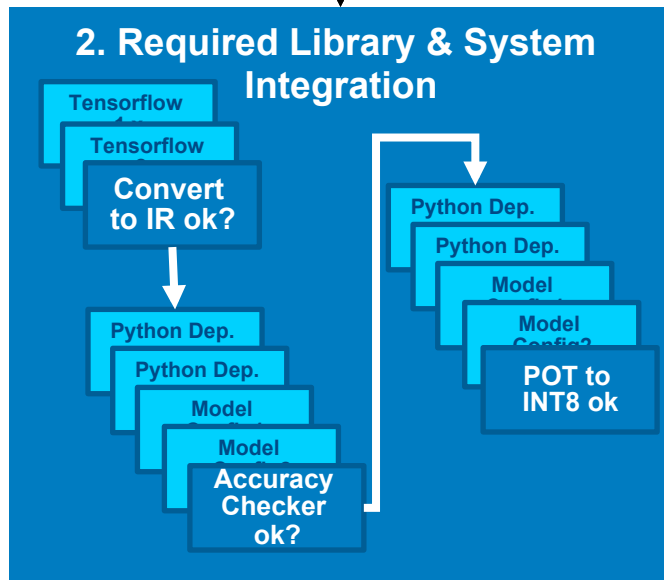 2. Required Library & System
Integration
Tensorflow
Tensorflow
Convert
to IR ok?
Python Dep.
Python Dep.
Model
Model
Accuracy
Checker
ok?
Python Dep.
Python Dep.
Model
Model
Config2
POT to
INT8 ok